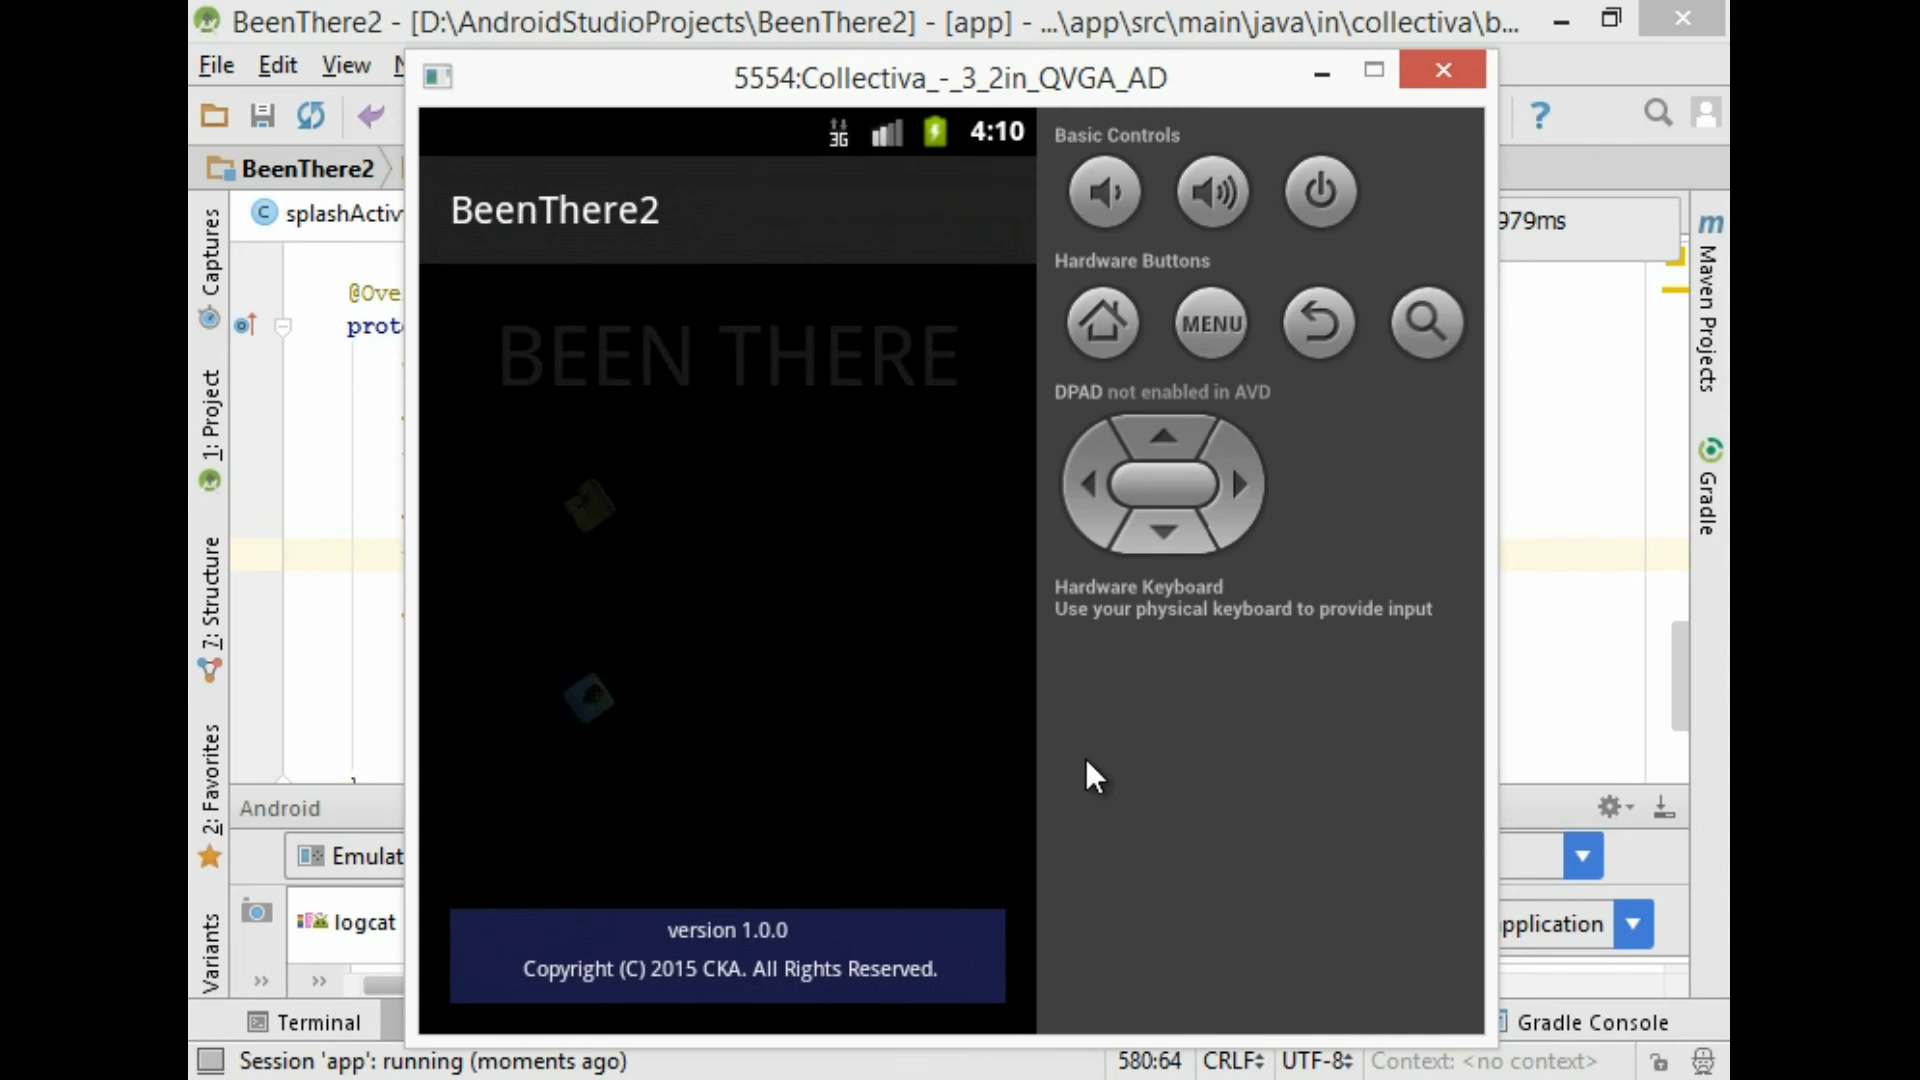 BeenThere2 - [D:\AndroidStudioProjects\BeenThere2] - [app] - ...\app\src\main\java\in\collectiva\b...
File Edit View N
5554:Collectiva_-_3_2in_QVGA_AD
BeenThere2
splashActiv
3G 4:10
BeenThere2
BEEN THERE
version 1.0.0
Copyright (C) 2015 CKA. All Rights Reserved.
Basic Controls
Hardware Buttons
MENU
DPAD not enabled in AVD
Hardware Keyboard
Use your physical keyboard to provide input
979ms
@Ove
prot
Captures
1: Project
7: Structure
2: Favorites
Variants
m
Maven Projects
Gradle
Android
Emulat
logcat
pplication
Terminal
Gradle Console
Session 'app': running (moments ago)
580:64 CRLF UTF-8 Context: <no context>